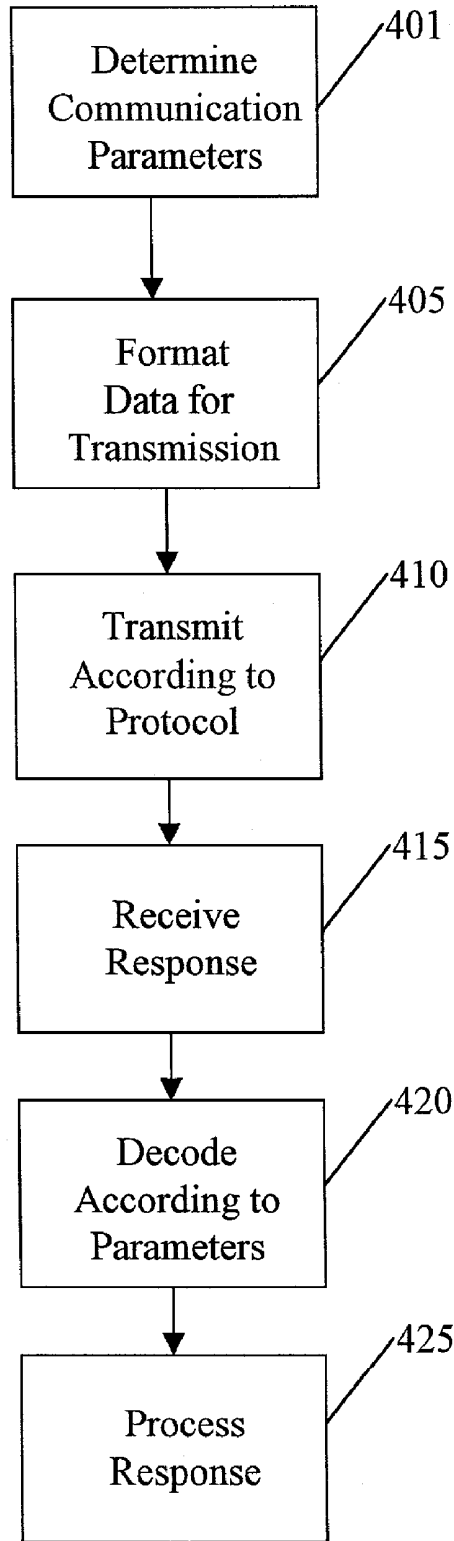 401
Determine
Communication
Parameters
405
Format
Data for
Transmission
410
Transmit
According to
Protocol
415
Receive
Response
420
Decode
According to
Parameters
425
Process
Response